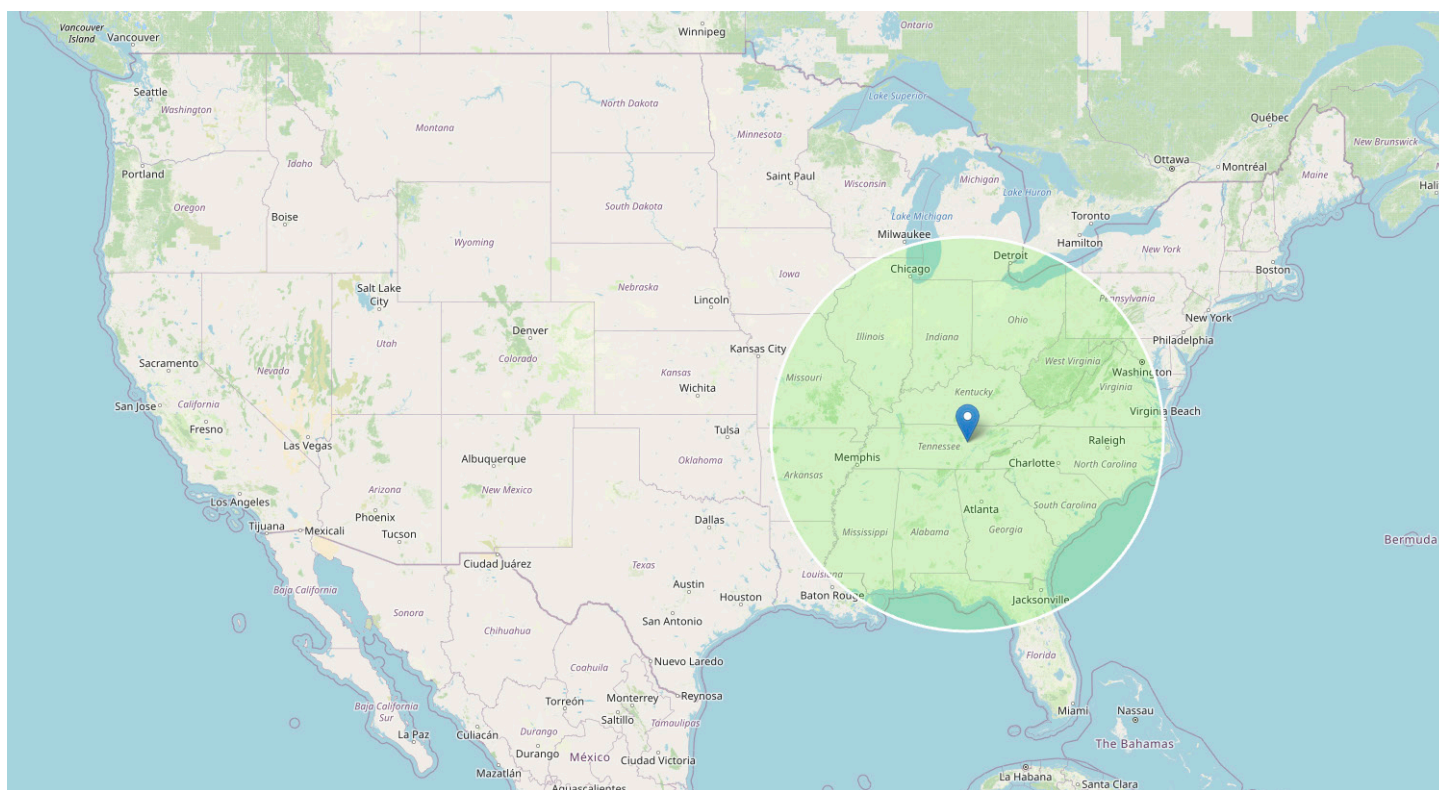 Vancouver
Island
Vancouver
Winnipeg
Ontario
Seattle
Washington
North Dakota
Lake Superior
Québec
Montana
Minnesota
New Brunswick
Idaho
Portland
Saint Paul
Wisconsin
Michigan
Ottawa
Montréal
Maine
Lake Huron
Hali
Oregon
Boise
South Dakota
Lake Michigan
Toronto
Milwaukee
Hamilton
New York
Wyoming
Detroit
Chicago
Boston
Iowa
Salt Lake
City
Nebraska
Lincoln
Pennsylvania
New York
Ohio
Denver
Utah
Colorado
Illinois
Indiana
Philadelphia
Kansas City
Sacramento
Nevada
Kansas
Missouri
West Virginia
Washington
Wichita
Kentucky
Virginia
San Jose
California
Virginia Beach
Fresno
Las Vegas
Tulsa
Tennessee
Raleigh
Albuquerque
Oklahoma
Memphis
Charlotte
North Carolina
Arkansas
Arizona
New Mexico
Los Angeles
South Carolina
Atlanta
Phoenix
Dallas
Tijuana
Mexicali
Tucson
Mississippi
Alabama
Georgia
Bermuda
Ciudad Juárez
Texas
Louisiana
Baja California
Austin
Houston
Baton Rouge
Jacksonville
Sonora
San Antonio
Chihuahua
Florida
Coahuila
Nuevo Laredo
Torreón
Monterrey
Reynosa
Baja California
Sur
Saltillo
Tamaulipas
Miami
Nassau
La Paz
Culiacán
Durango
The Bahamas
Durango
México
Ciudad Victoria
Mazatlán
La Habana
Santa Clara
Aguascalientes